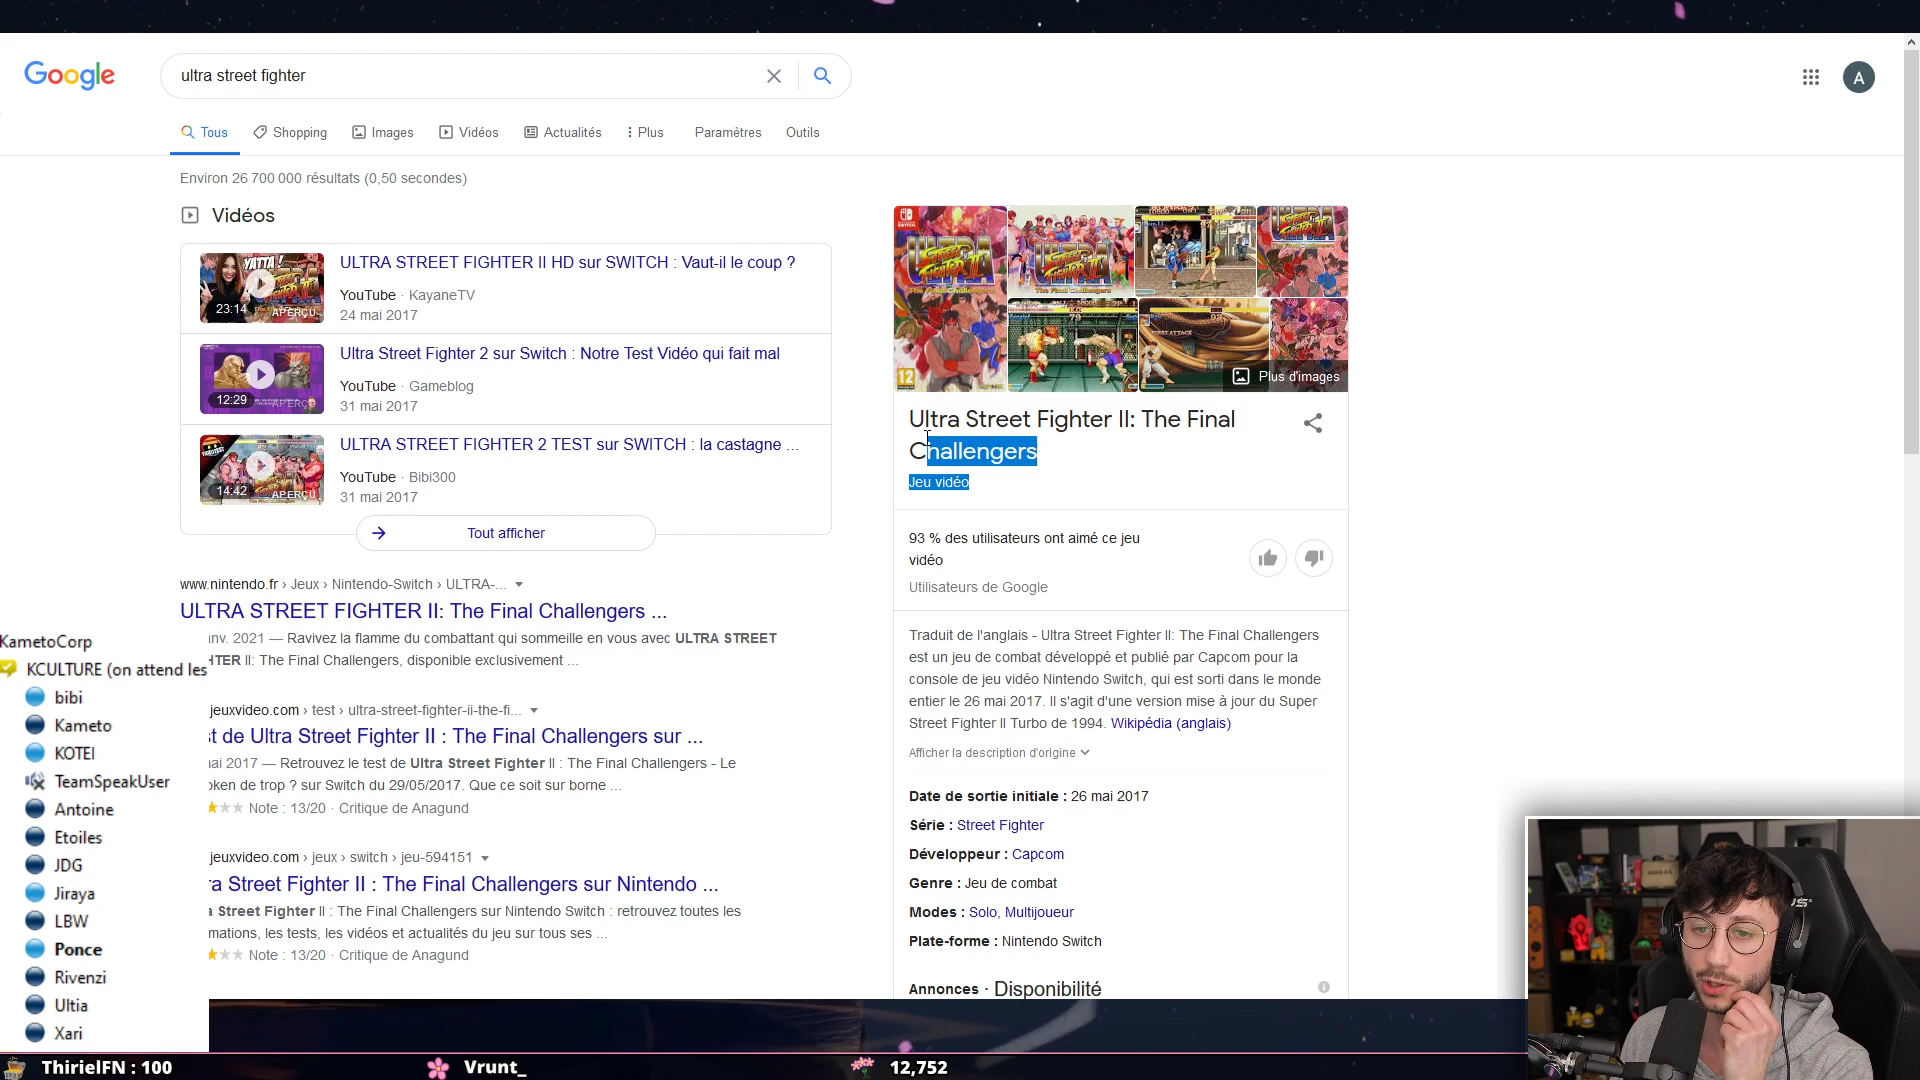 Google
ultra street fighter
A
Tous
Shopping
Images
Vidéos
Actualités
Plus
Paramètres
Outils
Environ 26 700 000 résultats (0,50 secondes)
Vidéos
YATTA !
23:14
APERÇU
ULTRA STREET FIGHTER II HD sur SWITCH : Vaut-il le coup ?
YouTube · KayaneTV
24 mai 2017
12:29
Ultra Street Fighter 2 sur Switch : Notre Test Vidéo qui fait mal
YouTube · Gameblog
31 mai 2017
14:42
APERÇU
ULTRA STREET FIGHTER 2 TEST sur SWITCH : la castagne ...
YouTube · Bibi300
31 mai 2017
Tout afficher
www.nintendo.fr › Jeux › Nintendo-Switch › ULTRA-...
ULTRA STREET FIGHTER II: The Final Challengers ...
nv. 2021 — Ravivez la flamme du combattant qui sommeille en vous avec ULTRA STREET
HTER II: The Final Challengers, disponible exclusivement ...
jeuxvideo.com › test › ultra-street-fighter-ii-the-fi...
st de Ultra Street Fighter II : The Final Challengers sur ...
ai 2017 — Retrouvez le test de Ultra Street Fighter II : The Final Challengers - Le
oken de trop ? sur Switch du 29/05/2017. Que ce soit sur borne ...
Note : 13/20 · Critique de Anagund
jeuxvideo.com › jeux › switch › jeu-594151
ra Street Fighter II : The Final Challengers sur Nintendo ...
a Street Fighter II : The Final Challengers sur Nintendo Switch : retrouvez toutes les
mations, les tests, les vidéos et actualités du jeu sur tous ses ...
Note : 13/20 · Critique de Anagund
ULTRA
12
Plus d'images
Ultra Street Fighter II: The Final
Challengers
Jeu vidéo
93 % des utilisateurs ont aimé ce jeu
vidéo
Utilisateurs de Google
Traduit de l'anglais - Ultra Street Fighter II: The Final Challengers
est un jeu de combat développé et publié par Capcom pour la
console de jeu vidéo Nintendo Switch, qui est sorti dans le monde
entier le 26 mai 2017. Il s'agit d'une version mise à jour du Super
Street Fighter II Turbo de 1994. Wikipédia (anglais)
Afficher la description d'origine
Date de sortie initiale : 26 mai 2017
Série : Street Fighter
Développeur : Capcom
Genre : Jeu de combat
Modes : Solo, Multijoueur
Plate-forme : Nintendo Switch
Annonces · Disponibilité
KametoCorp
KCULTURE (on attend les
bibi
Kameto
KOTEI
TeamSpeakUser
Antoine
Etoiles
JDG
Jiraya
LBW
Ponce
Rivenzi
Ultia
Xari
ThirielFN : 100
Vrunt_
12,752